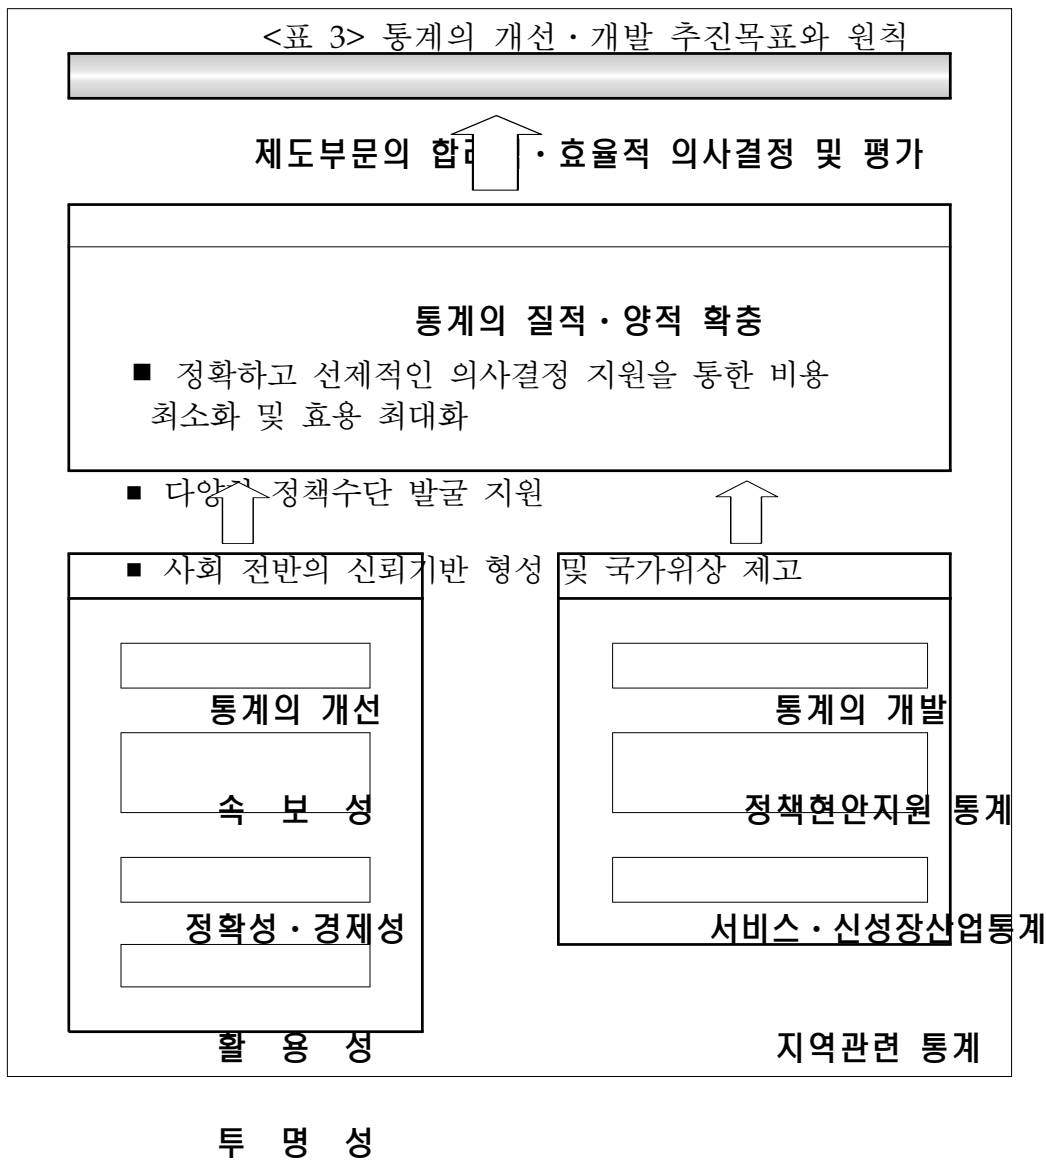 <표 3> 통계의 개선・개발 추진목표와 원칙
제도부문의 ・효율적 의사결정 및 평가
통계의 질적・양적 확충
■ 정확하고 선제적인 의사결정 지원을 통한 비용
최소화 및 효용 최대화
■ 다양한 정책수단 발굴 지원
■ 사회 전반의 신뢰기반 형성 및 국가위상 제고
통계의 개선 통계의 개발
속 보 성 정책현안지원 통계
정확성・경제성 서비스・신성장산업통계
활 용 성 지역관련 통계
투 명 성